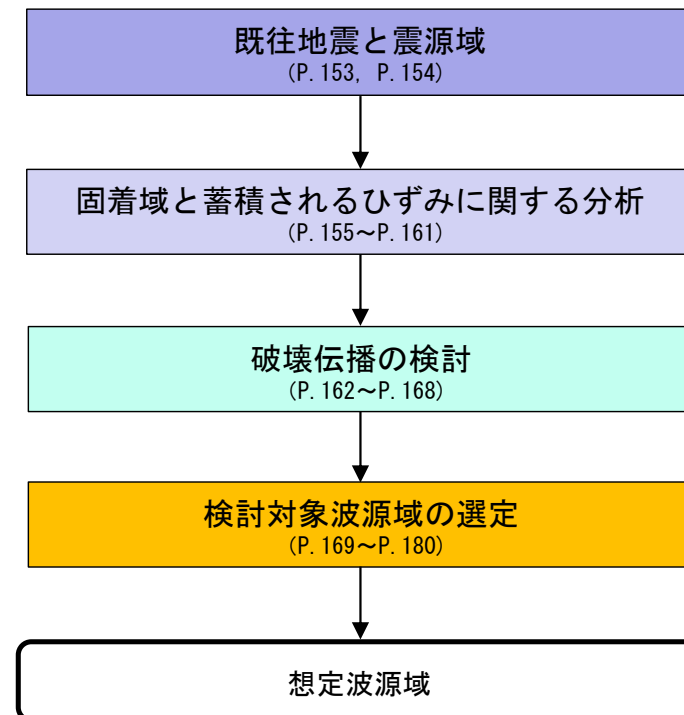 既往地震と震源域
(P.153, P.154)
固着域と蓄積されるひずみに関する分析
(P.155～P.161)
破壊伝播の検討
(P.162～P.168)
検討対象波源域の選定
(P.169～P.180)
想定波源域